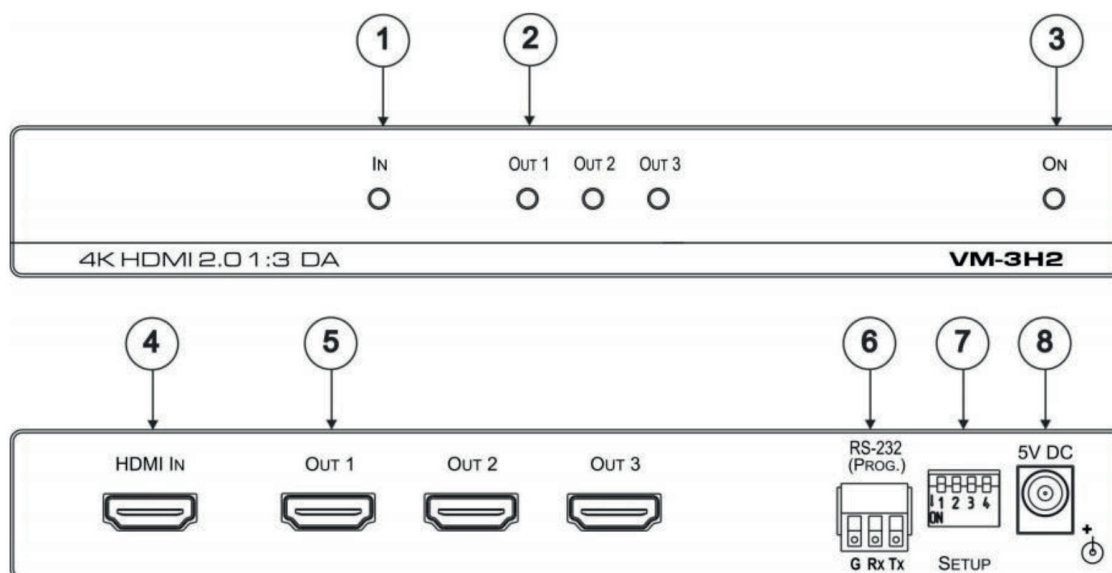 1 2 3
IN OUT 1 OUT 2 OUT 3 ON
4K HDMI 2.0 1:3 DA VM-3H2
4 5 6 7 8
HDMI IN OUT 1 OUT 2 OUT 3 RS-232 (PROG.) 5V DC
1 2 3 4
ON
G Rx Tx SETUP
+